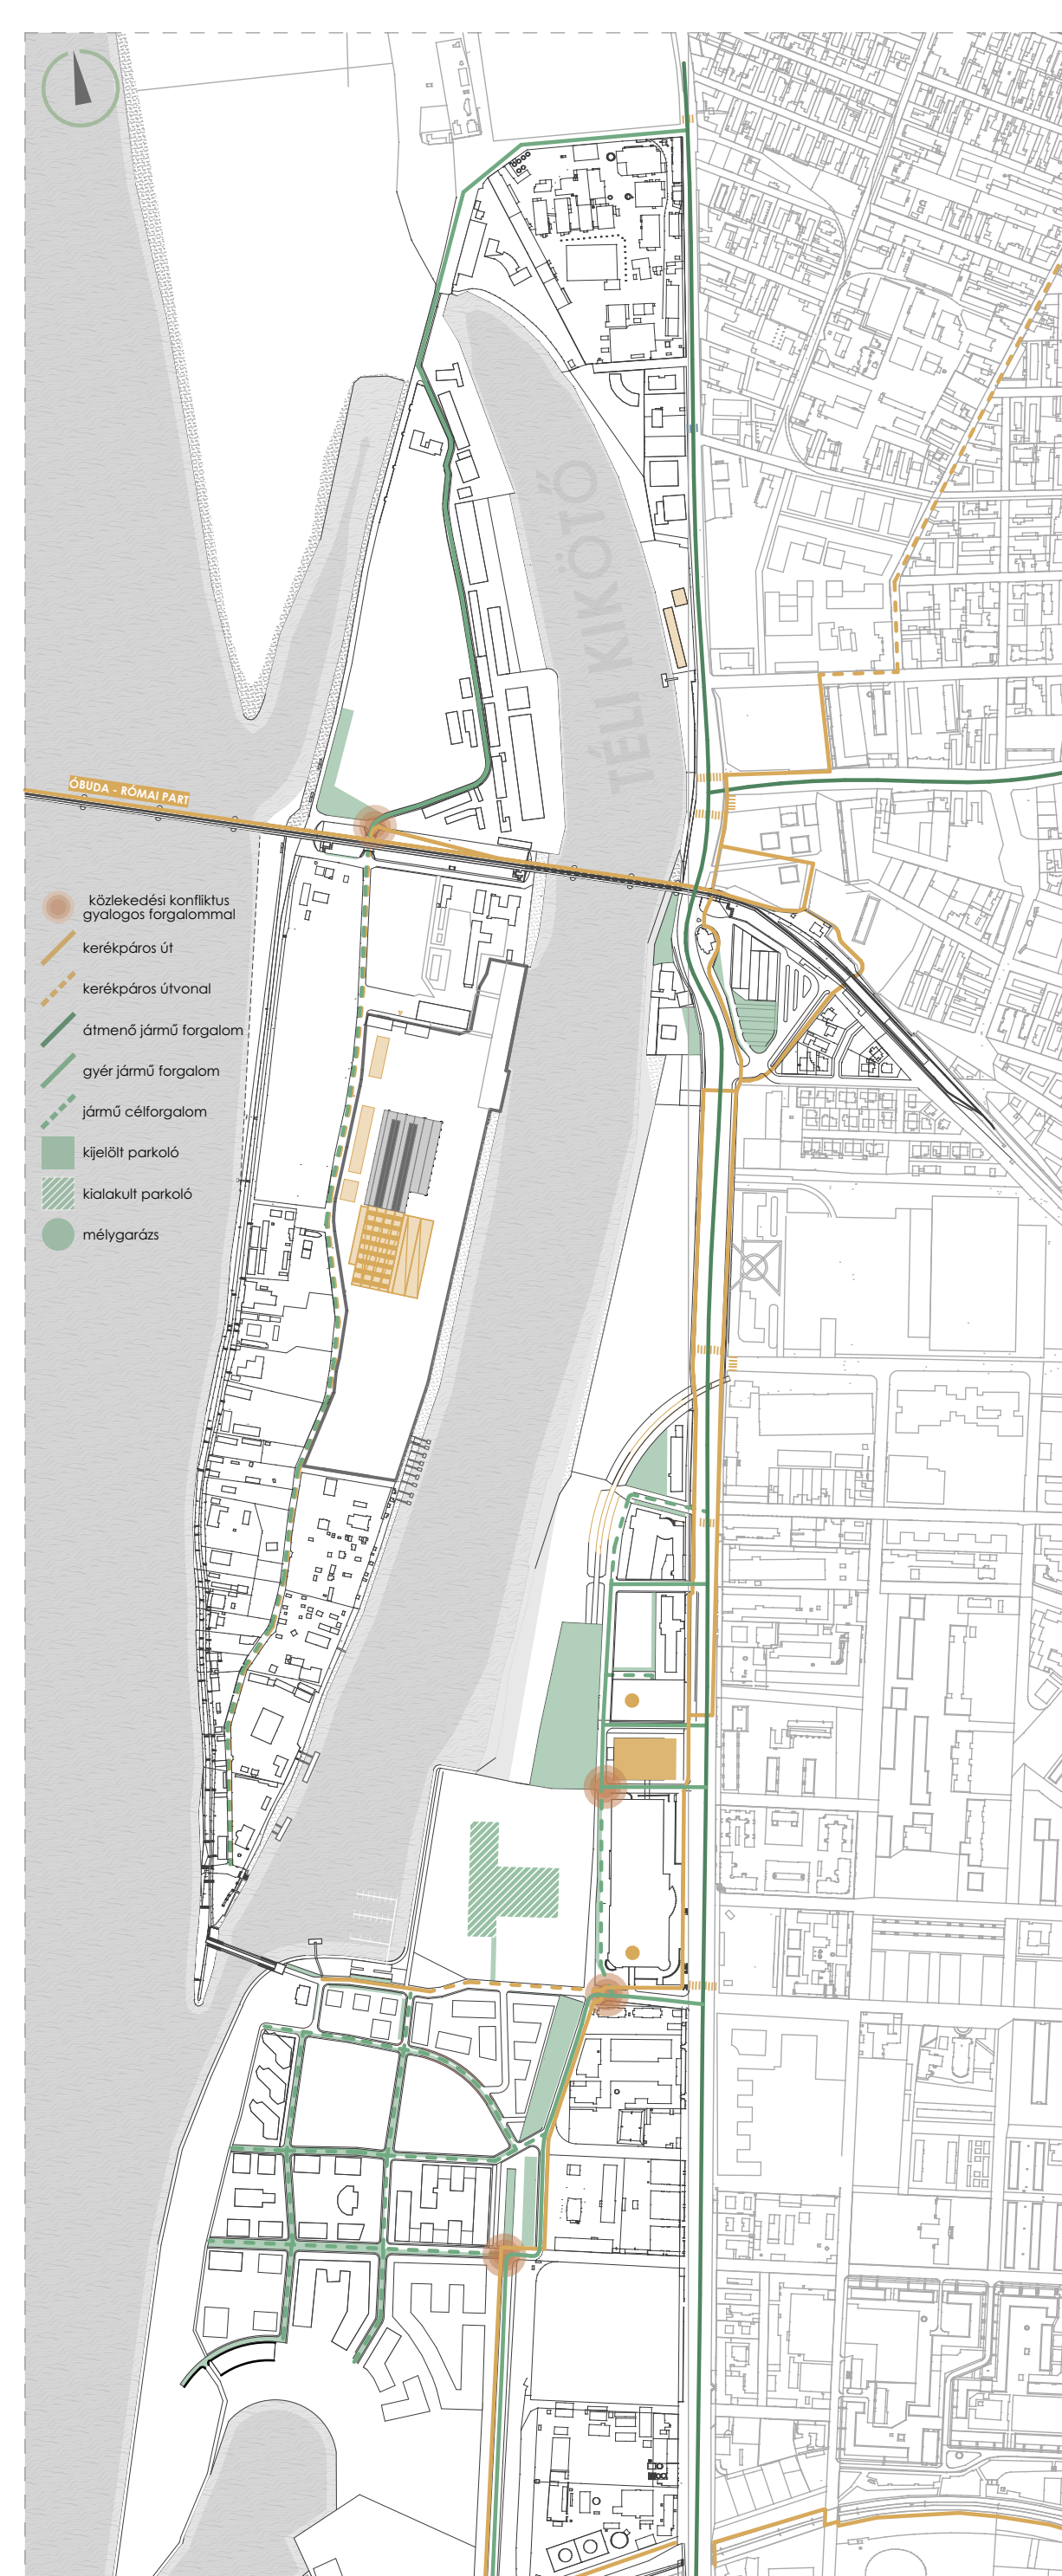 TÉLI KIKÖTŐ
ÓBUDA - RÓMAI PART
közlekedési konfliktus
gyalogos forgalommal
kerékpáros út
kerékpáros útvonal
átmenő jármű forgalom
gyér jármű forgalom
jármű célforgalom
kijelölt parkoló
kialakult parkoló
mélygarázs